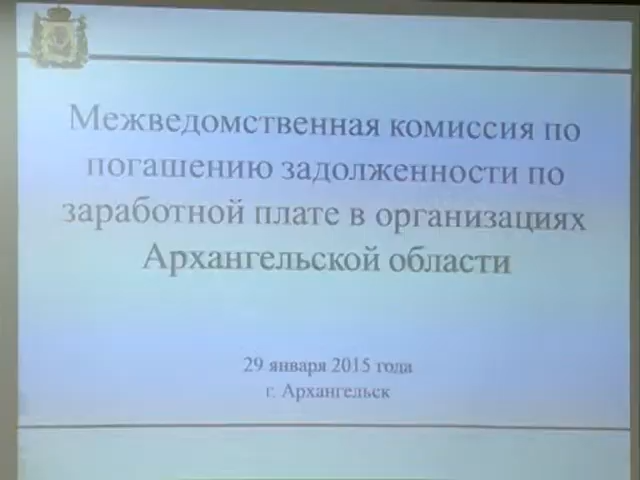 Межведомственная комиссия по
погашению задолженности по
заработной плате в организациях
Архангельской области
29 января 2015 года
г. Архангельск